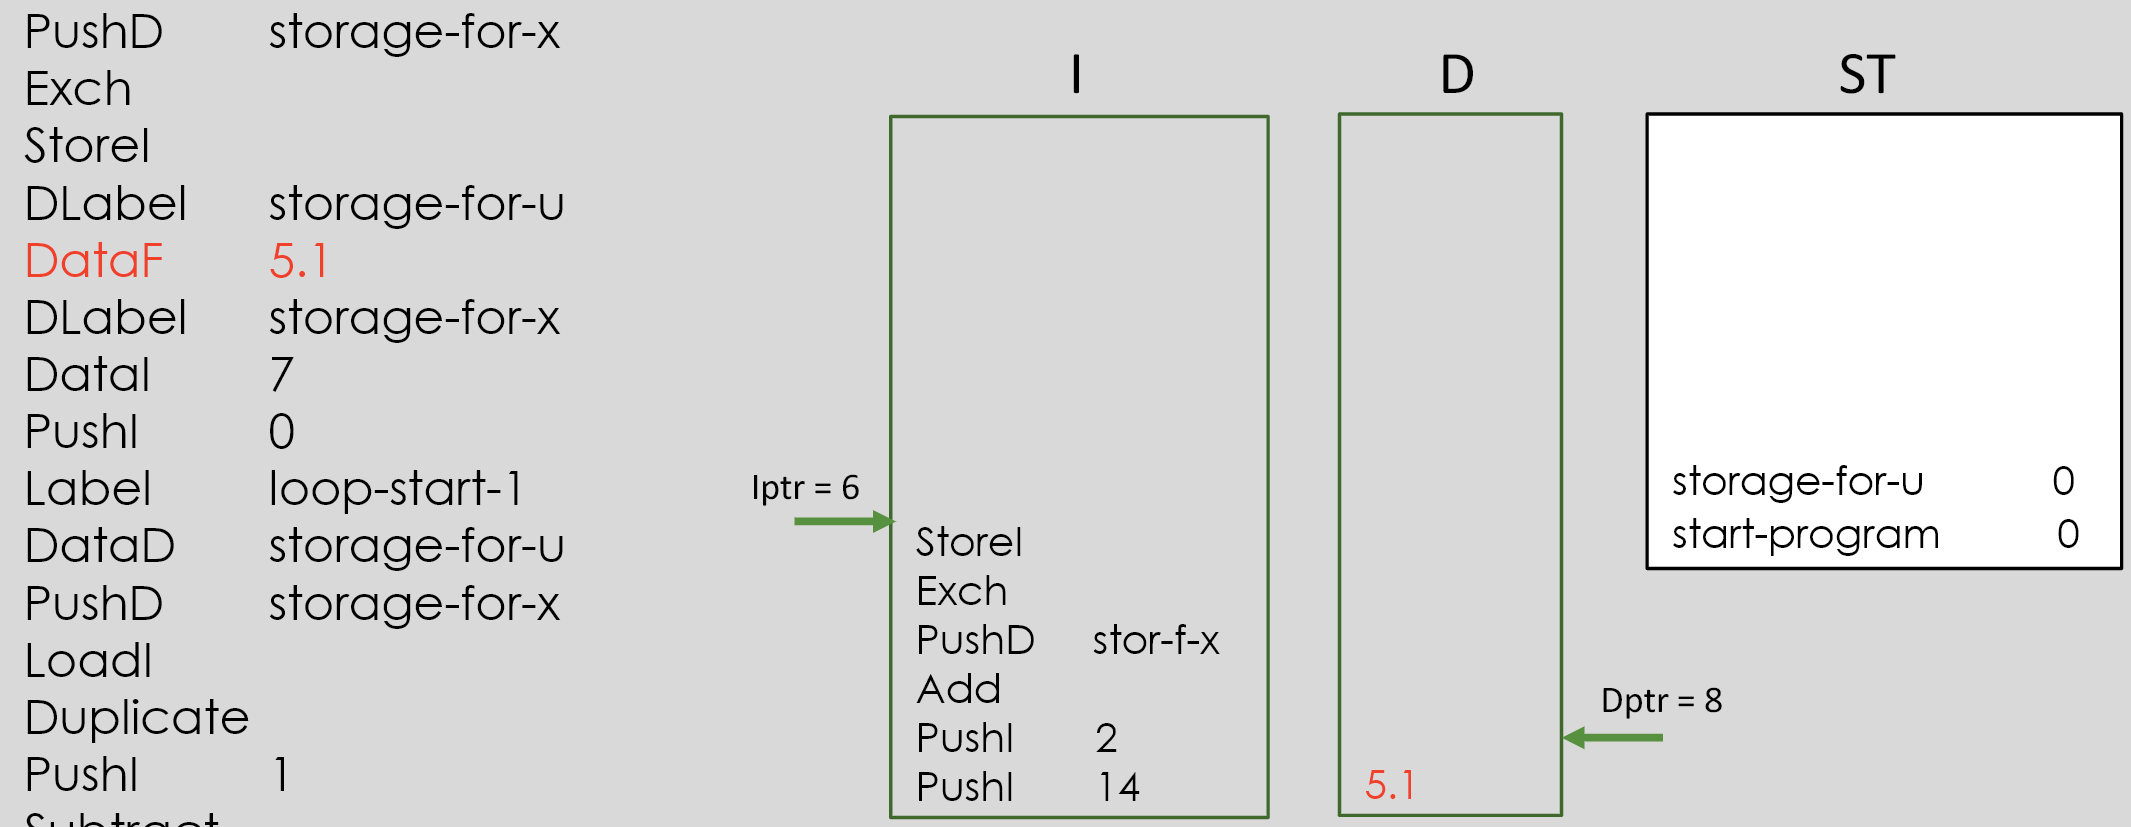 PushD storage-for-x
Exch
StoreI
DLabel storage-for-u
DataF 5.1
DLabel storage-for-x
DataI 7
PushI 0
Label loop-start-1
DataD storage-for-u
PushD storage-for-x
LoadI
Duplicate
PushI 1
Subtract
I
Iptr = 6
StoreI
Exch
PushD stor-f-x
Add
PushI 2
PushI 14
D
5.1
Dptr = 8
ST
storage-for-u 0
start-program 0